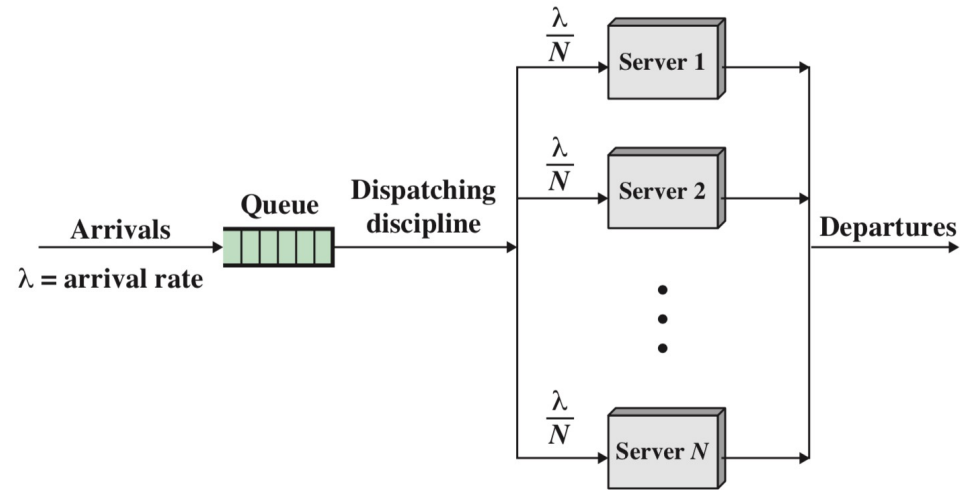 λ
N
Server 1
λ
N
Server 2
Dispatching
discipline
Queue
Arrivals
λ = arrival rate
Departures
λ
N
Server N